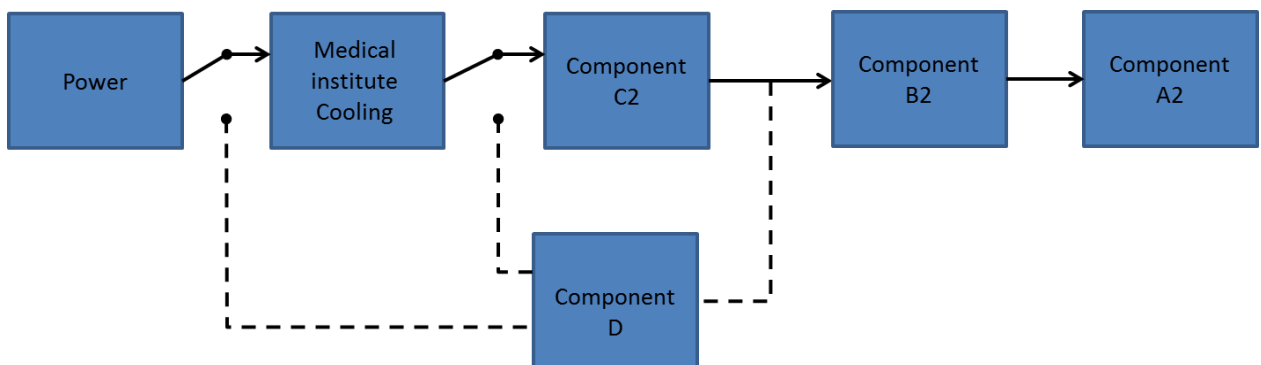 Power
Medical
institute
Cooling
Component
C2
Component
B2
Component
A2
Component
D